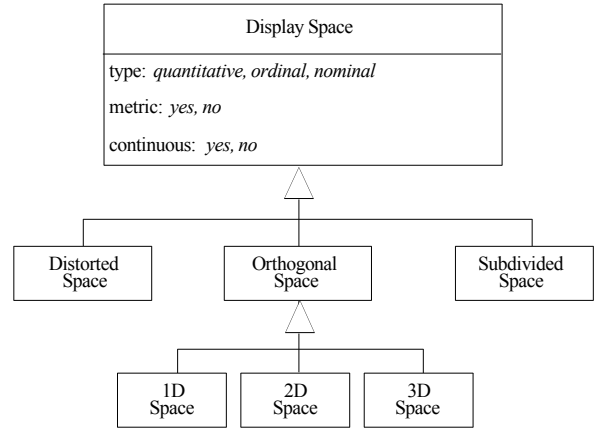 Display Space
type: quantitative, ordinal, nominal
metric: yes, no
continuous: yes, no
Distorted
Space
Orthogonal
Space
Subdivided
Space
1D
Space
2D
Space
3D
Space